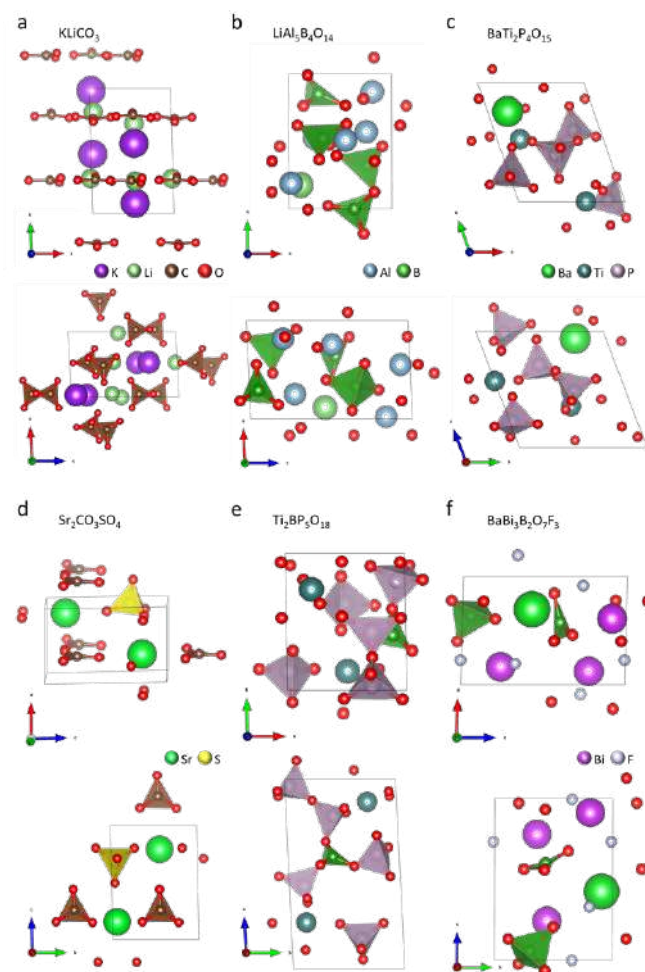 a
KLiCO3
b
LiAl5B4O14
c
BaTi2P4O15
K Li C O
Al B
Ba Ti P
d
Sr2CO3SO4
e
Ti2BP5O18
f
BaBi3B2O7F3
Sr S
Bi F